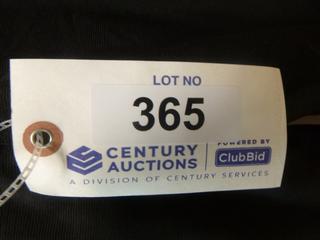 LOT NO
365
CENTURY
AUCTIONS
POWERED BY
ClubBid
A DIVISION OF CENTURY SERVICES